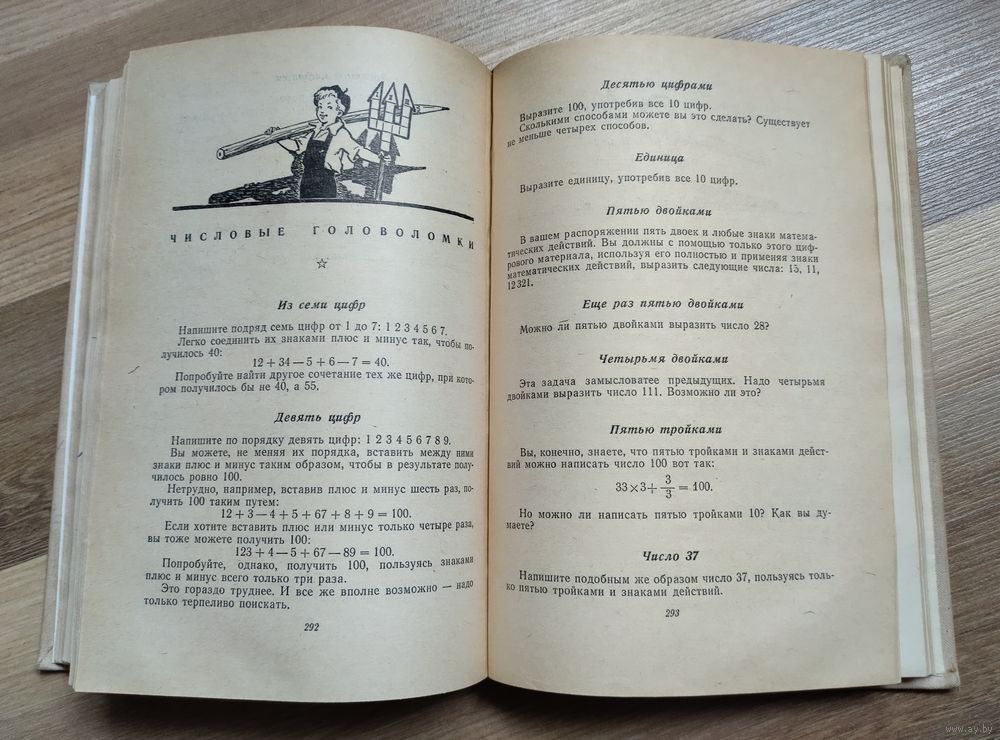 ЧИСЛОВЫЕ ГОЛОВОЛОМКИ
Из семи цифр
Напишите подряд семь цифр от 1 до 7: 1 2 3 4 5 6 7.
Легко соединить их знаками плюс и минус так, чтобы по-
лучилось 40:
12 + 34 — 5 + 6 — 7 = 40.
Попробуйте найти другое сочетание тех же цифр, при кото-
ром получилось бы не 40, а 55.
Девять цифр
Напишите по порядку девять цифр: 1 2 3 4 5 6 7 8 9.
Вы можете, не меняя их порядка, вставить между ними
знаки плюс и минус таким образом, чтобы в результате полу-
чилось ровно 100.
Нетрудно, например, вставив плюс и минус шесть раз, по-
лучить 100 таким путем:
12 + 3 — 4 + 5 + 67 + 8 + 9 = 100.
Если хотите вставить плюс или минус только четыре раза,
вы тоже можете получить 100:
123 + 4 — 5 + 67 — 89 = 100.
Попробуйте, однако, получить 100, пользуясь знаками
плюс и минус всего только три раза.
Это гораздо труднее. И все же вполне возможно — надо
только терпеливо поискать.
292
Десятью цифрами
Выразите 100, употребив все 10 цифр.
Сколькими способами можете вы это сделать? Существует
не меньше четырех способов.
Единица
Выразите единицу, употребив все 10 цифр.
Пятью двойками
В вашем распоряжении пять двоек и любые знаки матема-
тических действий. Вы должны с помощью только этого циф-
рового материала, используя его полностью и применяя знаки
математических действий, выразить следующие числа: 15, 11,
12 321.
Еще раз пятью двойками
Можно ли пятью двойками выразить число 28?
Четырьмя двойками
Эта задача замысловатее предыдущих. Надо четырьмя
двойками выразить число 111. Возможно ли это?
Пятью тройками
Вы, конечно, знаете, что пятью тройками и знаками дейст-
вий можно написать число 100 вот так:
33 × 3 + 3/3 = 100.
Но можно ли написать пятью тройками 10? Как вы ду-
маете?
Число 37
Напишите подобным же образом число 37, пользуясь толь-
ко пятью тройками и знаками действий.
293
www.ay.by